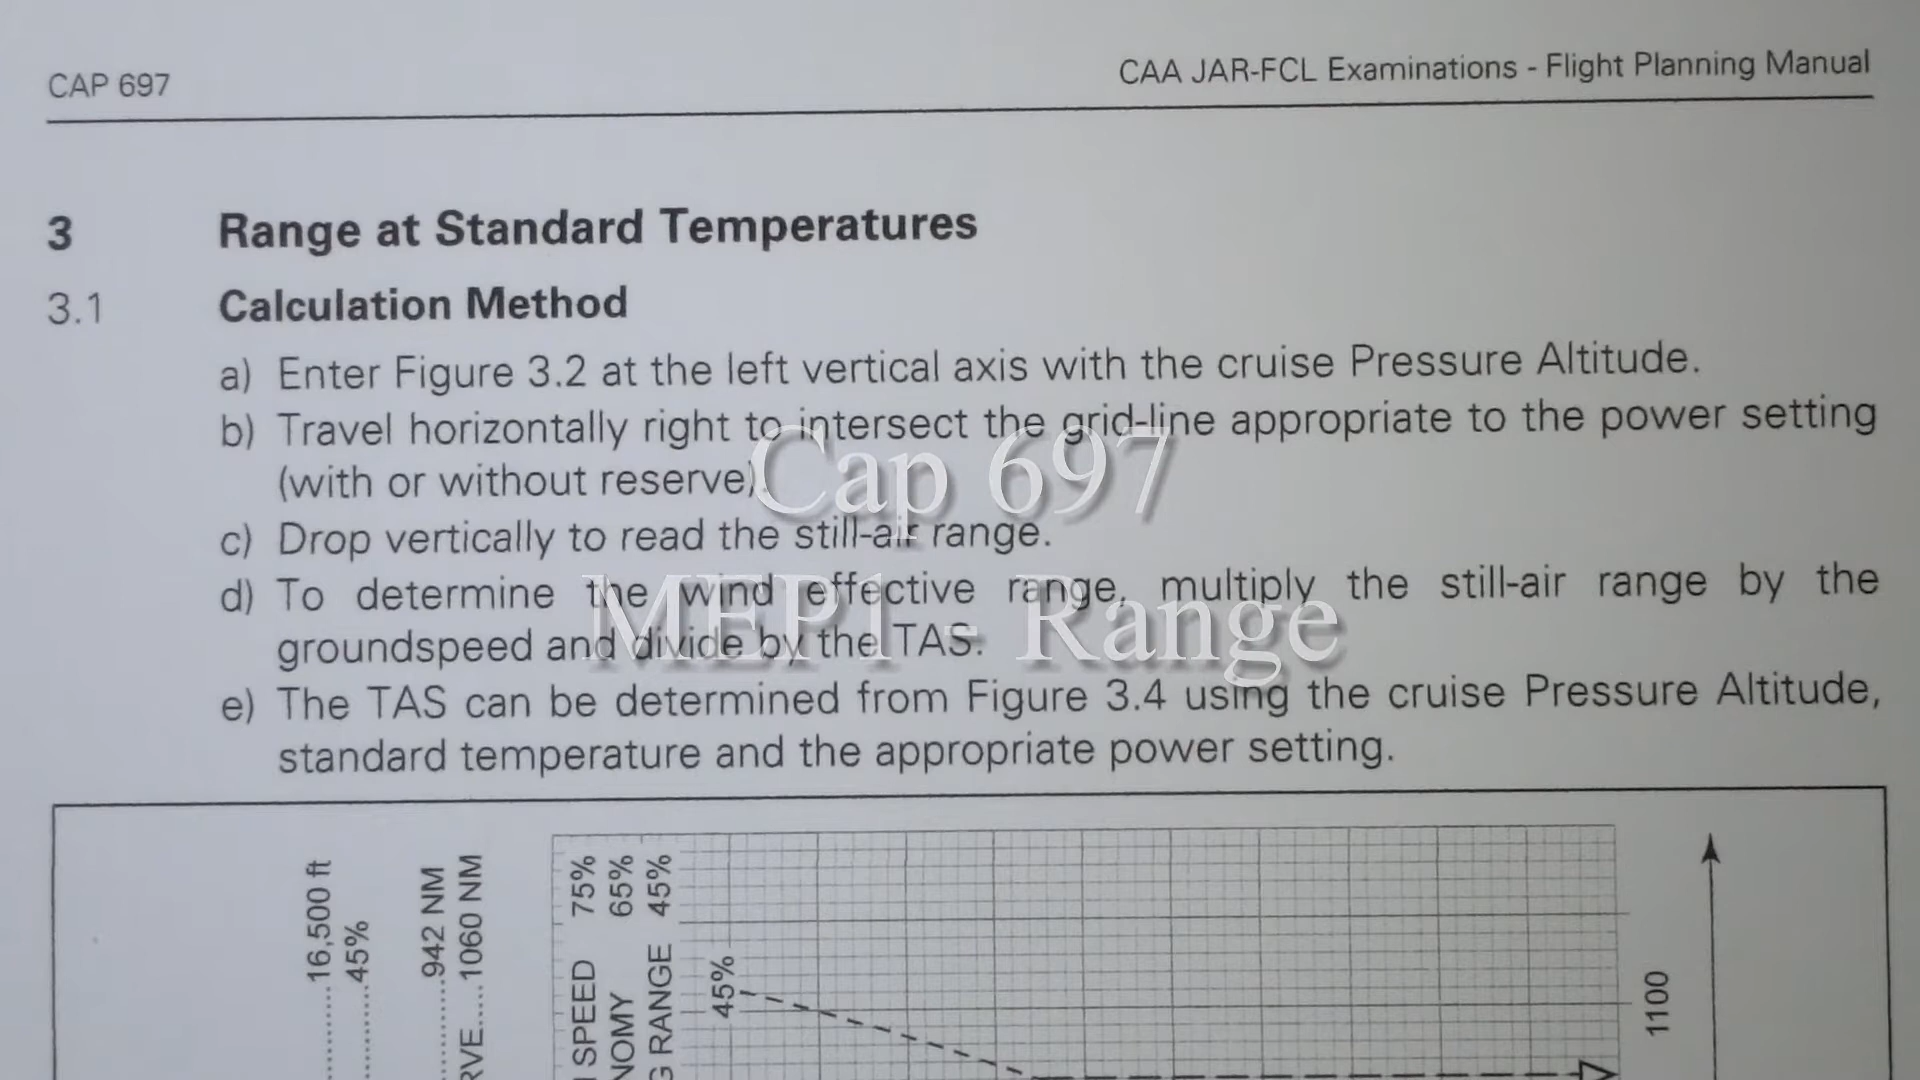 CAP 697
CAA JAR-FCL Examinations - Flight Planning Manual
3 Range at Standard Temperatures
3.1 Calculation Method
a) Enter Figure 3.2 at the left vertical axis with the cruise Pressure Altitude.
b) Travel horizontally right to intersect the grid-line appropriate to the power setting
(with or without reserve).
c) Drop vertically to read the still-air range.
d) To determine the wind effective range, multiply the still-air range by the
groundspeed and divide by the TAS.
e) The TAS can be determined from Figure 3.4 using the cruise Pressure Altitude,
standard temperature and the appropriate power setting.
Cap 697
MEP1 - Range
16,500 ft
45%
942 NM
RVE..... 1060 NM
SPEED 75%
NOMY 65%
G RANGE 45%
45%
1100